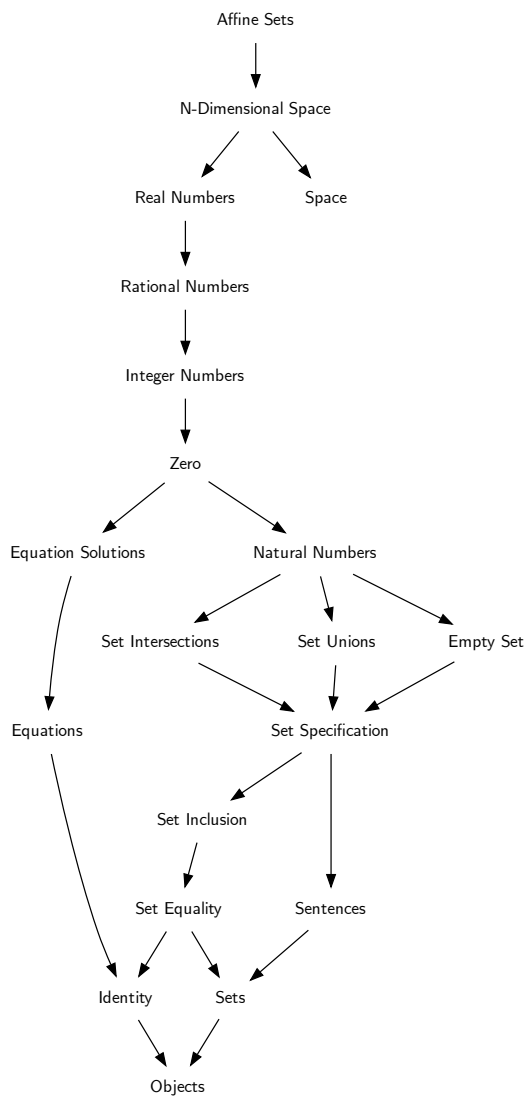 Affine Sets
N-Dimensional Space
Real Numbers
Space
Rational Numbers
Integer Numbers
Zero
Equation Solutions
Natural Numbers
Set Intersections
Set Unions
Empty Set
Equations
Set Specification
Set Inclusion
Set Equality
Sentences
Identity
Sets
Objects